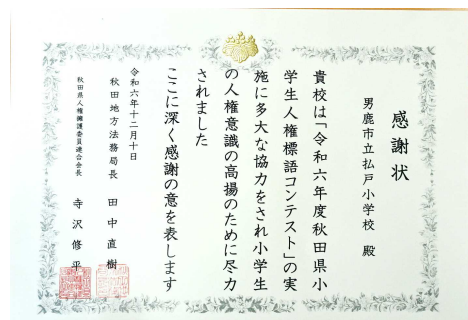 感謝状
男鹿市立払戸小学校 殿
貴校は「令和六年度秋田県小
学生人権標語コンテスト」の実
施に多大な協力をされ小学生
の人権意識の高揚のために尽力
されました
ここに深く感謝の意を表します
令和六年十二月十日
秋田地方法務局長 田中直樹
秋田県人権擁護委員連合会長 寺沢修平